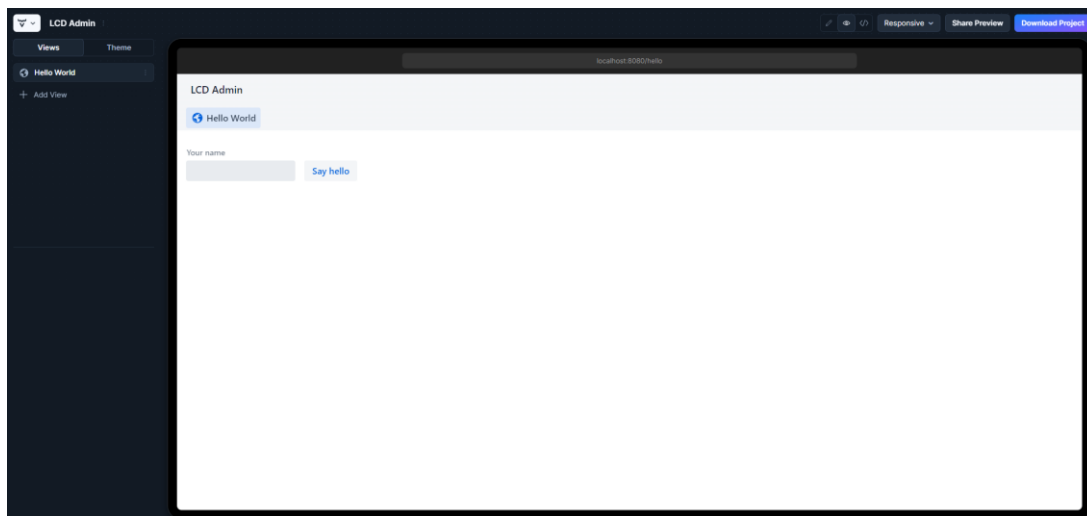 LCD Admin
Responsive
Share Preview
Download Project
Views
Theme
Hello World
Add View
localhost:8080/hello
LCD Admin
Hello World
Your name
Say hello